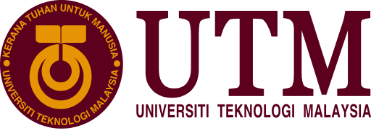 KERANA TUHAN UNTUK MANUSIA
UNIVERSITI TEKNOLOGI MALAYSIA
UTM
UNIVERSITI TEKNOLOGI MALAYSIA